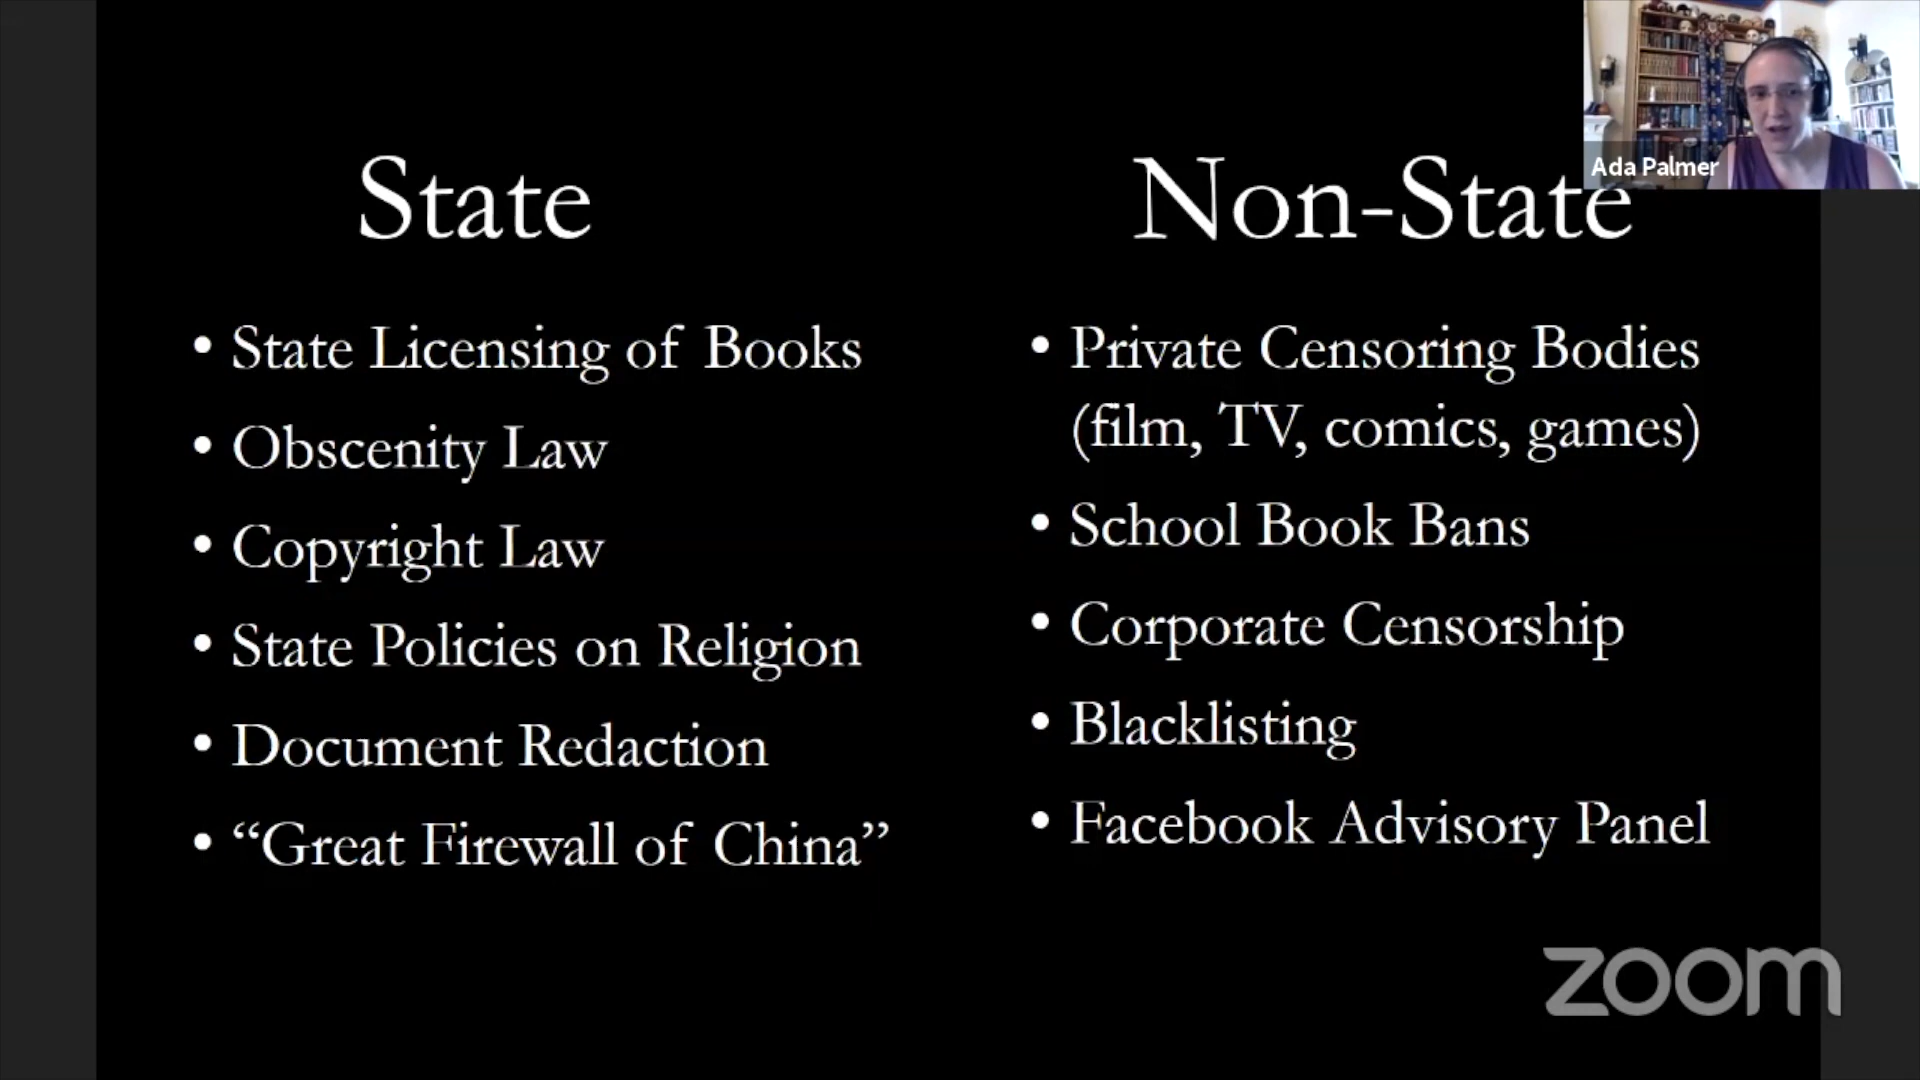 State
• State Licensing of Books
• Obscenity Law
• Copyright Law
• State Policies on Religion
• Document Redaction
• “Great Firewall of China”
Non-State
• Private Censoring Bodies
(film, TV, comics, games)
• School Book Bans
• Corporate Censorship
• Blacklisting
• Facebook Advisory Panel
Ada Palmer
zoom